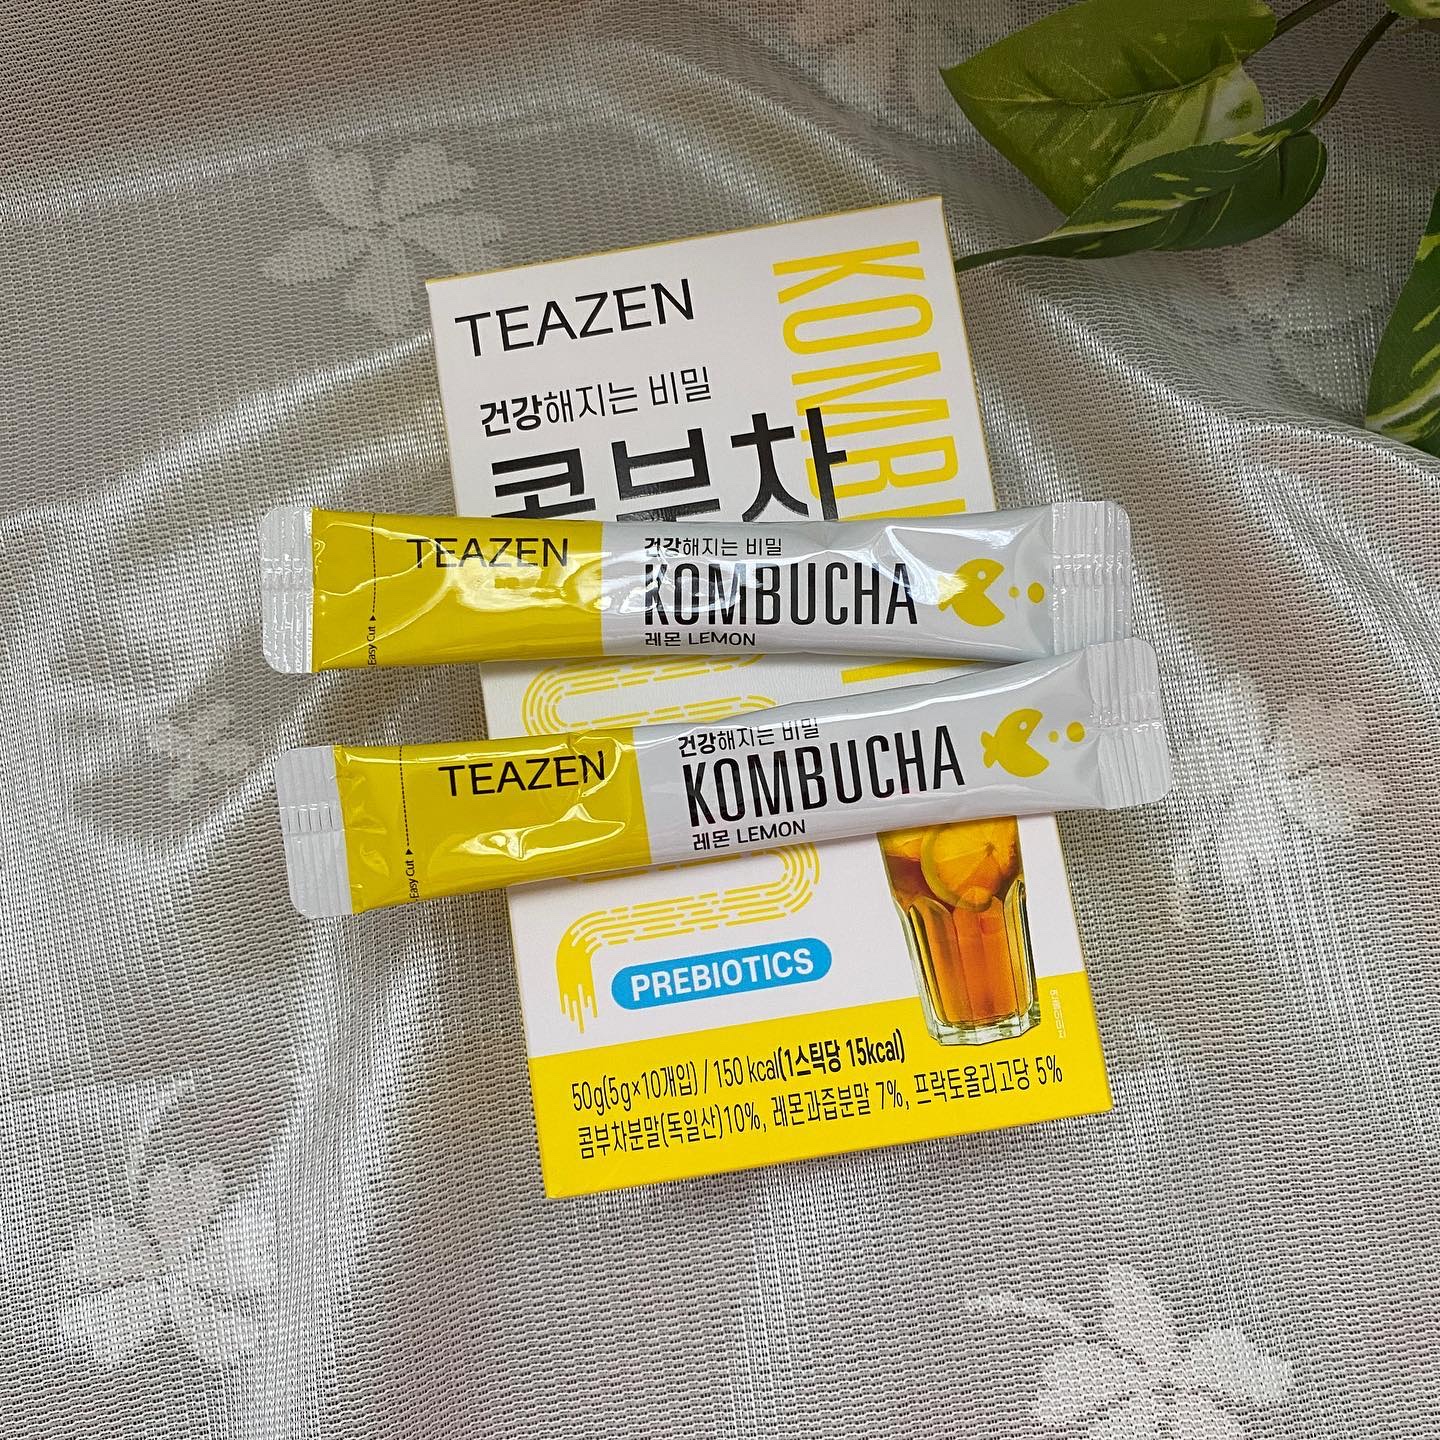 TEAZEN
건강해지는 비밀
콤부차
KOMBU
TEAZEN
건강해지는 비밀
KOMBUCHA
레몬 LEMON
Easy Cut
TEAZEN
건강해지는 비밀
KOMBUCHA
레몬 LEMON
Easy Cut
PREBIOTICS
50g(5g×10개입) / 150 kcal(1스틱당 15kcal)
콤부차분말(독일산)10%, 레몬과즙분말 7%, 프락토올리고당 5%